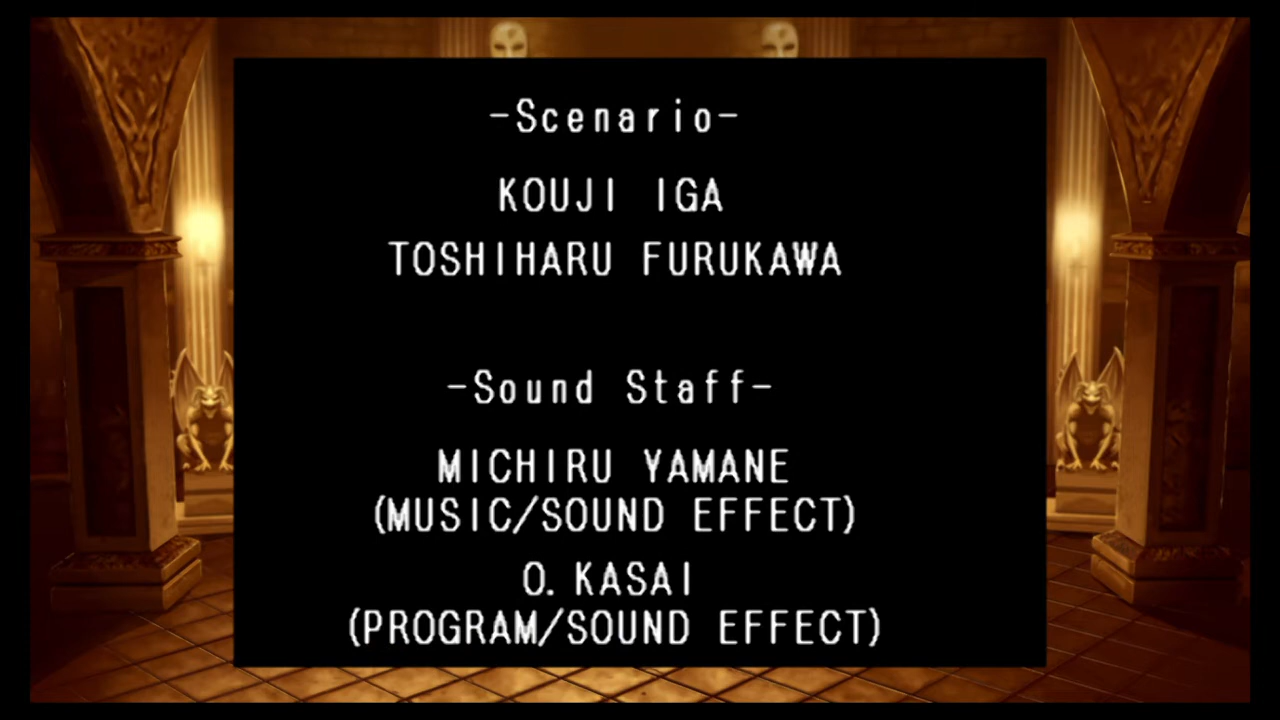 -Scenario-
KOUJI IGA
TOSHIHARU FURUKAWA
-Sound Staff-
MICHIRU YAMANE
(MUSIC/SOUND EFFECT)
O. KASAI
(PROGRAM/SOUND EFFECT)